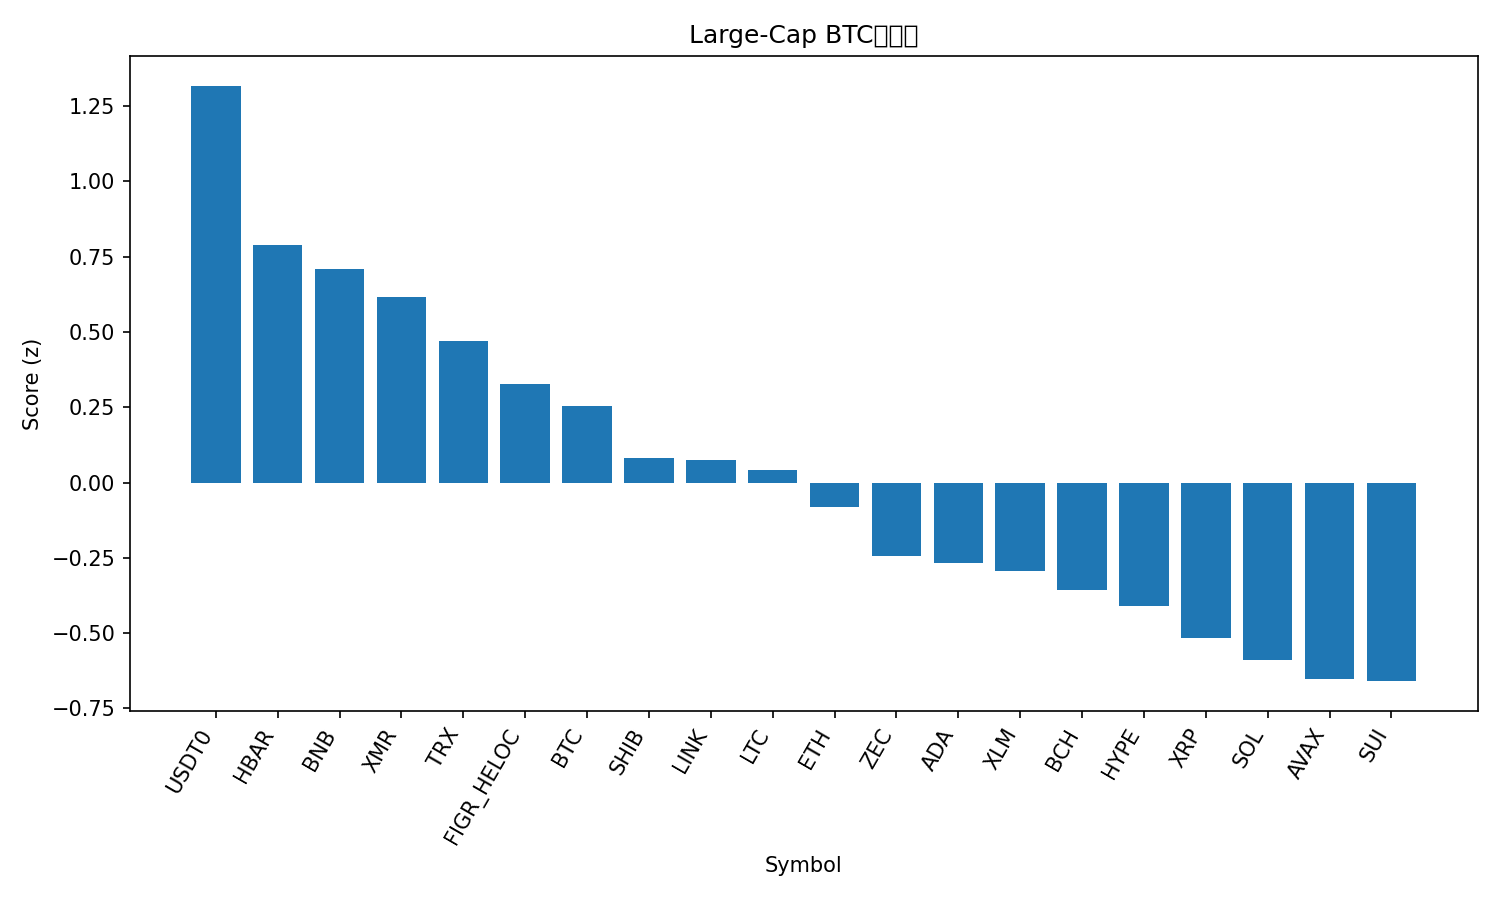 Large-Cap BTC
1.25
1.00
0.75
0.50
0.25
0.00
−0.25
−0.50
−0.75
Score (z)
USDT0
HBAR
BNB
XMR
TRX
FIGR_HELOC
BTC
SHIB
LINK
LTC
ETH
ZEC
ADA
XLM
BCH
HYPE
XRP
SOL
AVAX
SUI
Symbol